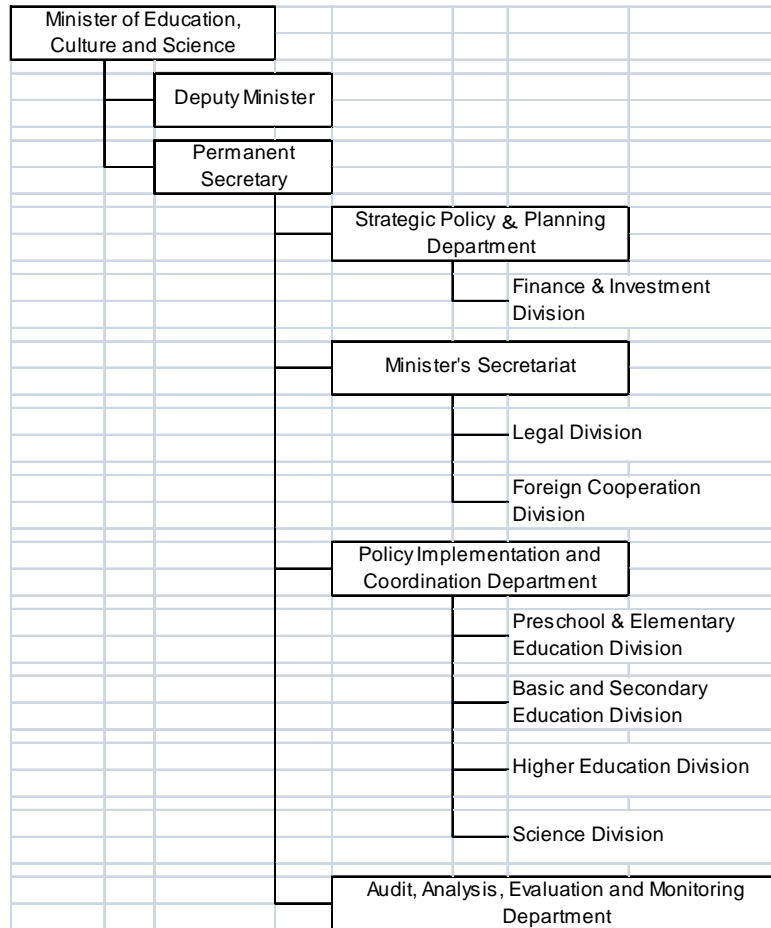 Minister of Education,
Culture and Science
Deputy Minister
Permanent
Secretary
Strategic Policy & Planning
Department
Finance & Investment
Division
Minister's Secretariat
Legal Division
Foreign Cooperation
Division
Policy Implementation and
Coordination Department
Preschool & Elementary
Education Division
Basic and Secondary
Education Division
Higher Education Division
Science Division
Audit, Analysis, Evaluation and Monitoring
Department